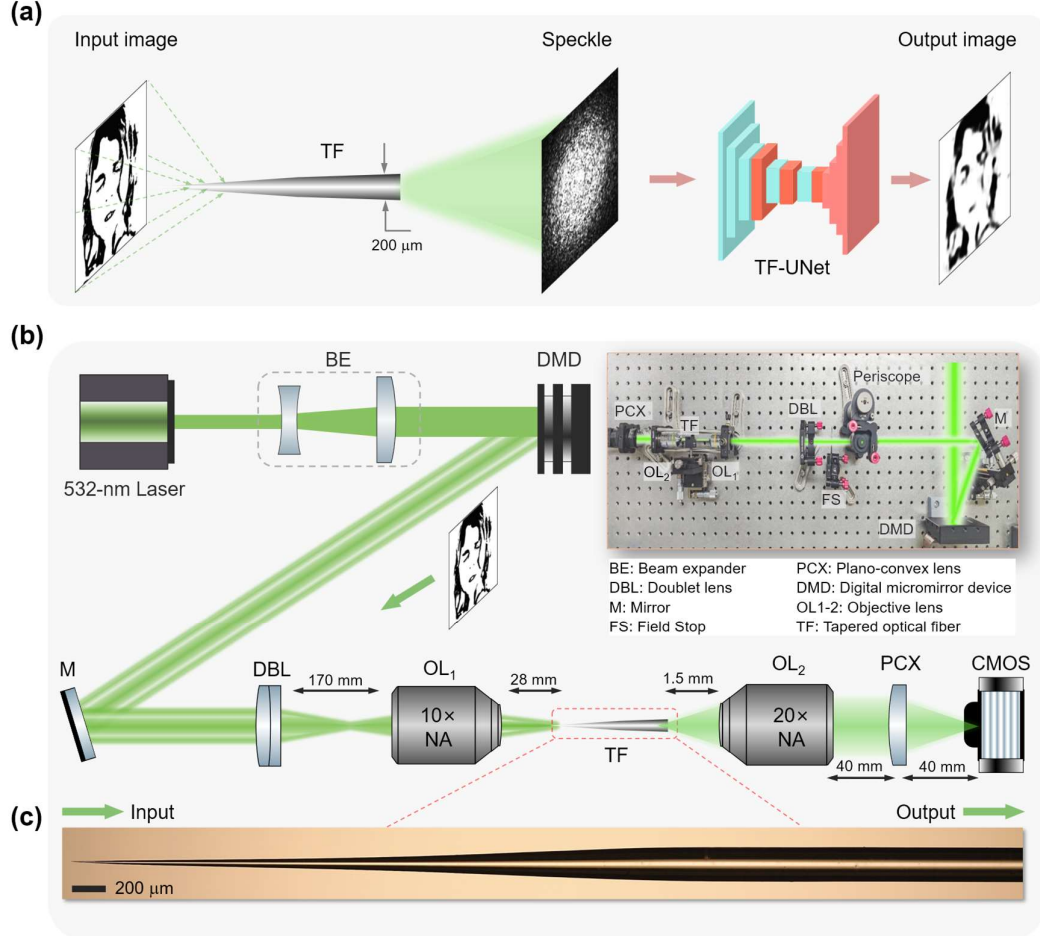 (a)
Input image
Speckle
Output image
TF
200 μm
TF-UNet
(b)
BE
DMD
532-nm Laser
Periscope
PCX
TF
DBL
M
OL2
OL1
FS
DMD
BE: Beam expander
PCX: Plano-convex lens
DBL: Doublet lens
DMD: Digital micromirror device
M: Mirror
OL1-2: Objective lens
FS: Field Stop
TF: Tapered optical fiber
M
DBL
170 mm
OL1
28 mm
1.5 mm
OL2
PCX
CMOS
10×
NA
20×
NA
TF
40 mm
40 mm
(c)
Input
Output
200 μm